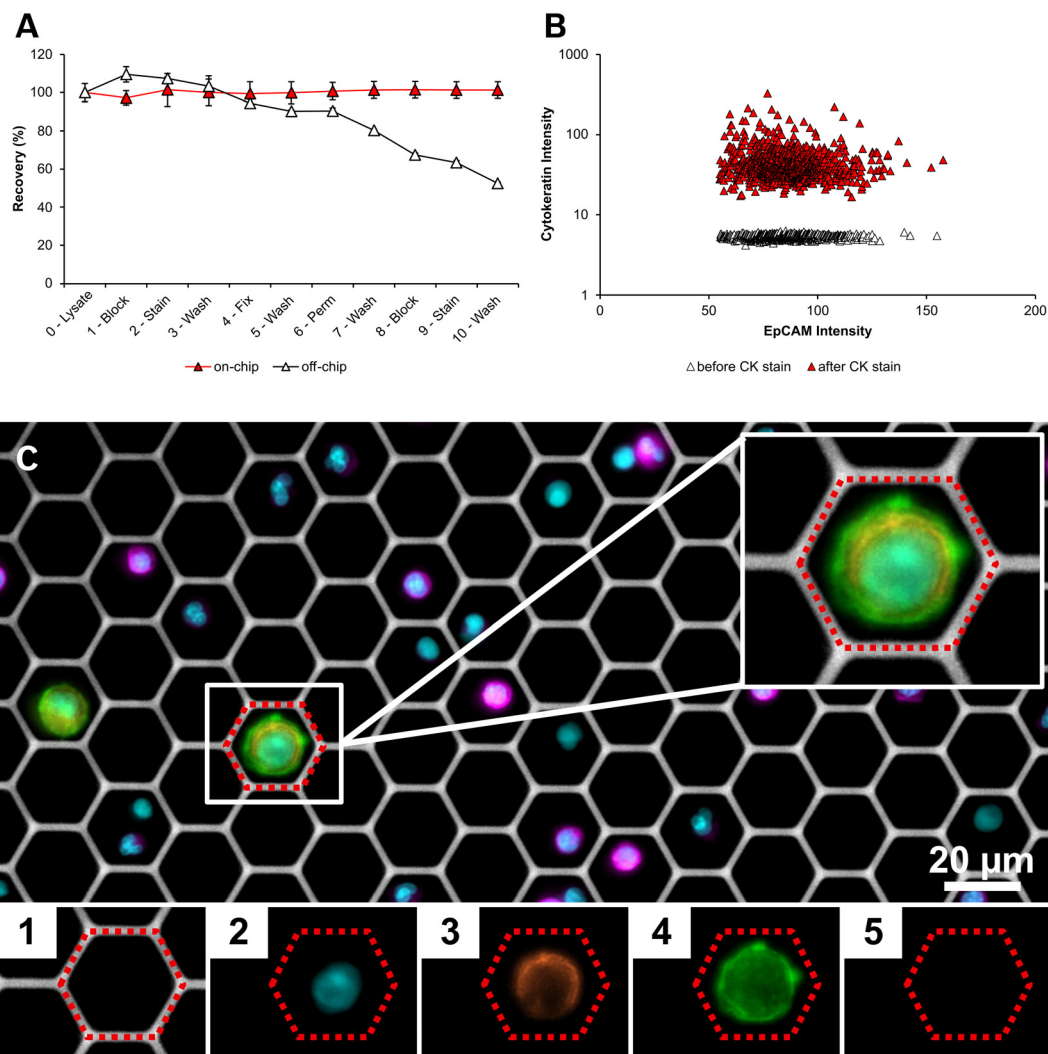 A
120
100
80
60
40
20
0
Recovery (%)
0 - Lysate
1 - Block
2 - Stain
3 - Wash
4 - Fix
5 - Wash
6 - Perm
7 - Wash
8 - Block
9 - Stain
10 - Wash
on-chip
off-chip
B
1000
100
10
1
Cytokeratin Intensity
0
50
100
150
200
EpCAM Intensity
before CK stain
after CK stain
C
20 µm
1
2
3
4
5